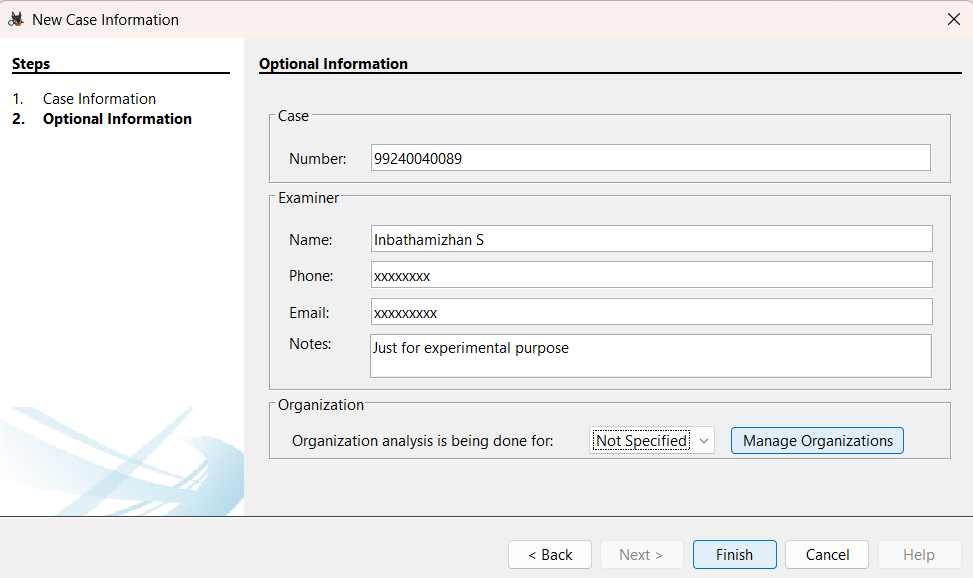 New Case Information
Steps
1. Case Information
2. Optional Information
Optional Information
Case
Number: 99240040089
Examiner
Name: Inbathamizhan S
Phone: xxxxxxxx
Email: xxxxxxxxx
Notes: Just for experimental purpose
Organization
Organization analysis is being done for: Not Specified Manage Organizations
< Back Next > Finish Cancel Help